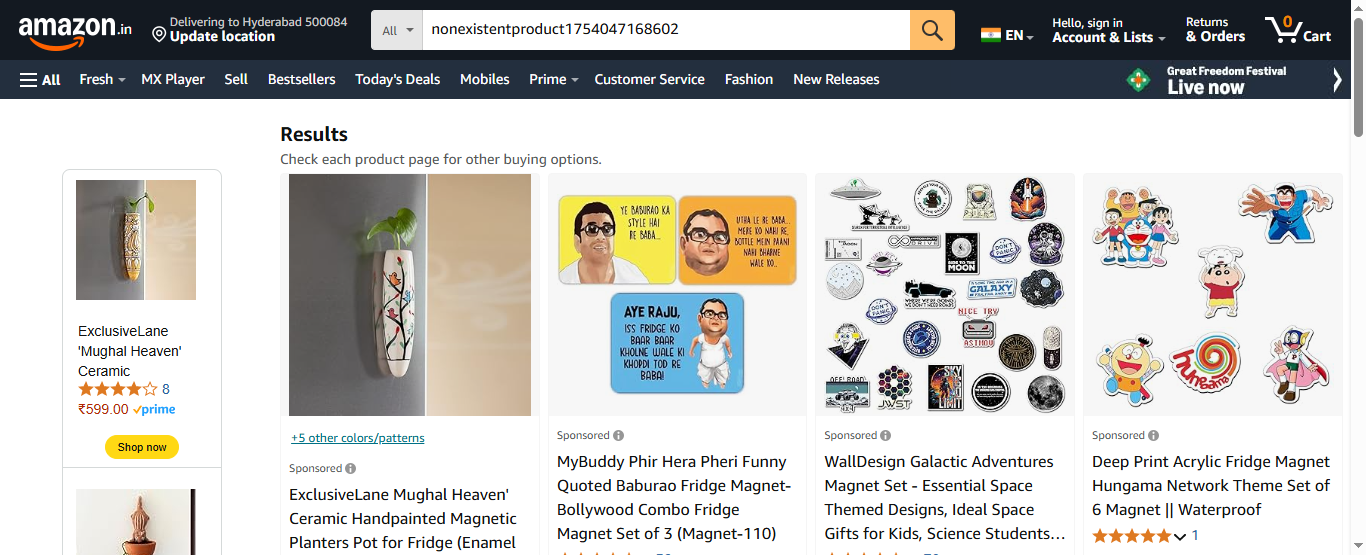 amazon.in
Delivering to Hyderabad 500084
Update location
All
nonexistentproduct1754047168602
EN
Hello, sign in
Account & Lists
Returns
& Orders
0
Cart
All
Fresh
MX Player
Sell
Bestsellers
Today's Deals
Mobiles
Prime
Customer Service
Fashion
New Releases
Great Freedom Festival
Live now
Results
Check each product page for other buying options.
ExclusiveLane
'Mughal Heaven'
Ceramic
8
₹599.00 prime
Shop now
+5 other colors/patterns
Sponsored
ExclusiveLane Mughal Heaven'
Ceramic Handpainted Magnetic
Planters Pot for Fridge (Enamel
YE BABURAO KA
STYLE HAI
RE BABA...
UTHA LE RE BABA...
MERE KO NAHI RE,
BOTTLE MEIN PAANI
NAHI BHARNE
WALE KO..
AYE RAJU,
ISS FRIDGE KO
BAAR BAAR
KHOLNE WALE KI
KHOPDI TOD RE
BABA!
Sponsored
MyBuddy Phir Hera Pheri Funny
Quoted Baburao Fridge Magnet-
Bollywood Combo Fridge
Magnet Set of 3 (Magnet-110)
DON'T
PANIC
RIDE TO THE
MOON
GALAXY
DON'T
PANIC
NICE TRY
ASIMOV
OFF ROAD
4X4
JWST
SKY
NO
LIMIT
Sponsored
WallDesign Galactic Adventures
Magnet Set - Essential Space
Themed Designs, Ideal Space
Gifts for Kids, Science Students...
hungama
Sponsored
Deep Print Acrylic Fridge Magnet
Hungama Network Theme Set of
6 Magnet || Waterproof
1